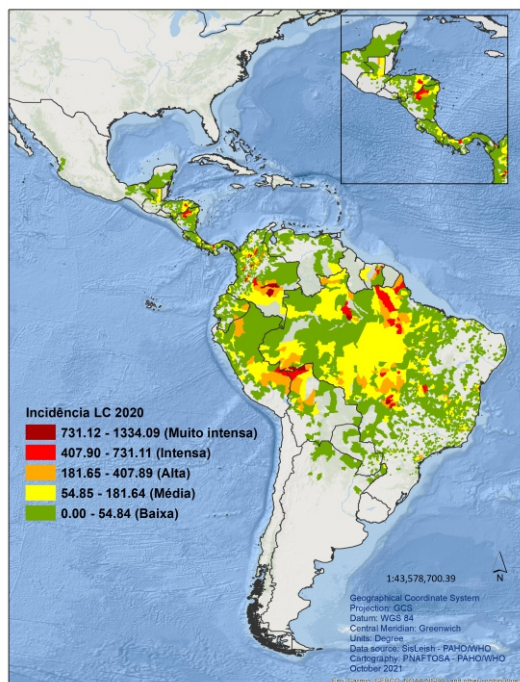 Incidência LC 2020
731.12 - 1334.09 (Muito intensa)
407.90 - 731.11 (Intensa)
181.65 - 407.89 (Alta)
54.85 - 181.64 (Média)
0.00 - 54.84 (Baixa)
1:43,578,700.39
N
Geographical Coordinate System
Projection: GCS
Datum: WGS 84
Central Meridian: Greenwich
Units: Degree
Data source: SisLeish - PAHO/WHO
Cartography: PNAFTOSA - PAHO/WHO
October 2021